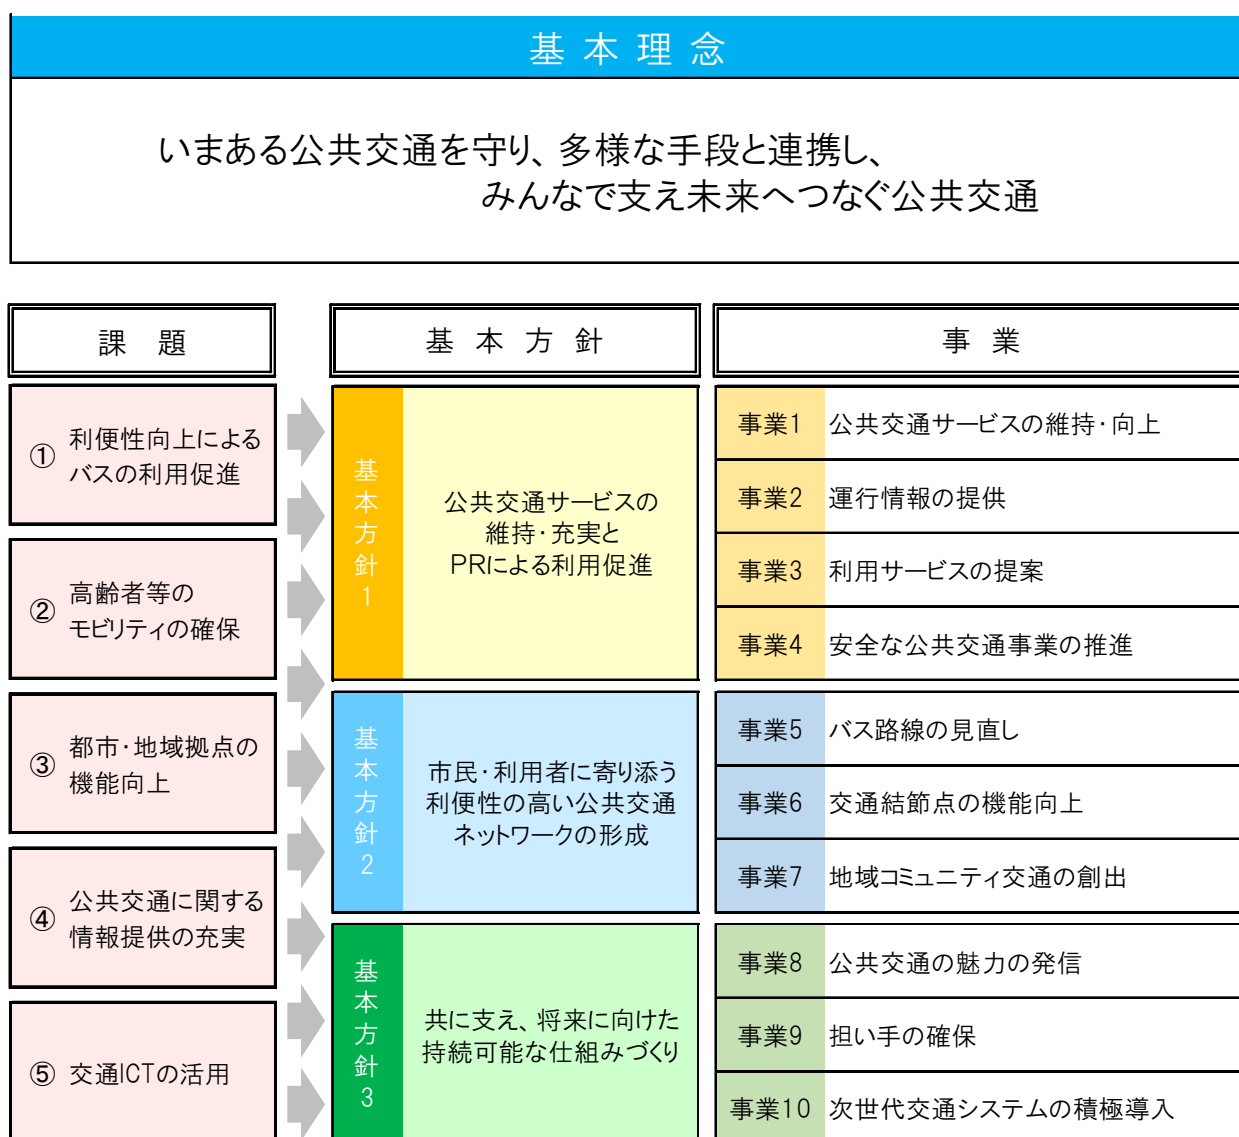 基本理念
いまある公共交通を守り、多様な手段と連携し、
みんなで支え未来へつなぐ公共交通
課題
① 利便性向上による
バスの利用促進
② 高齢者等の
モビリティの確保
③ 都市・地域拠点の
機能向上
④ 公共交通に関する
情報提供の充実
⑤ 交通ICTの活用
基本方針
基本方針1
公共交通サービスの
維持・充実と
PRによる利用促進
基本方針2
市民・利用者に寄り添う
利便性の高い公共交通
ネットワークの形成
基本方針3
共に支え、将来に向けた
持続可能な仕組みづくり
事業
事業1 公共交通サービスの維持・向上
事業2 運行情報の提供
事業3 利用サービスの提案
事業4 安全な公共交通事業の推進
事業5 バス路線の見直し
事業6 交通結節点の機能向上
事業7 地域コミュニティ交通の創出
事業8 公共交通の魅力の発信
事業9 担い手の確保
事業10 次世代交通システムの積極導入